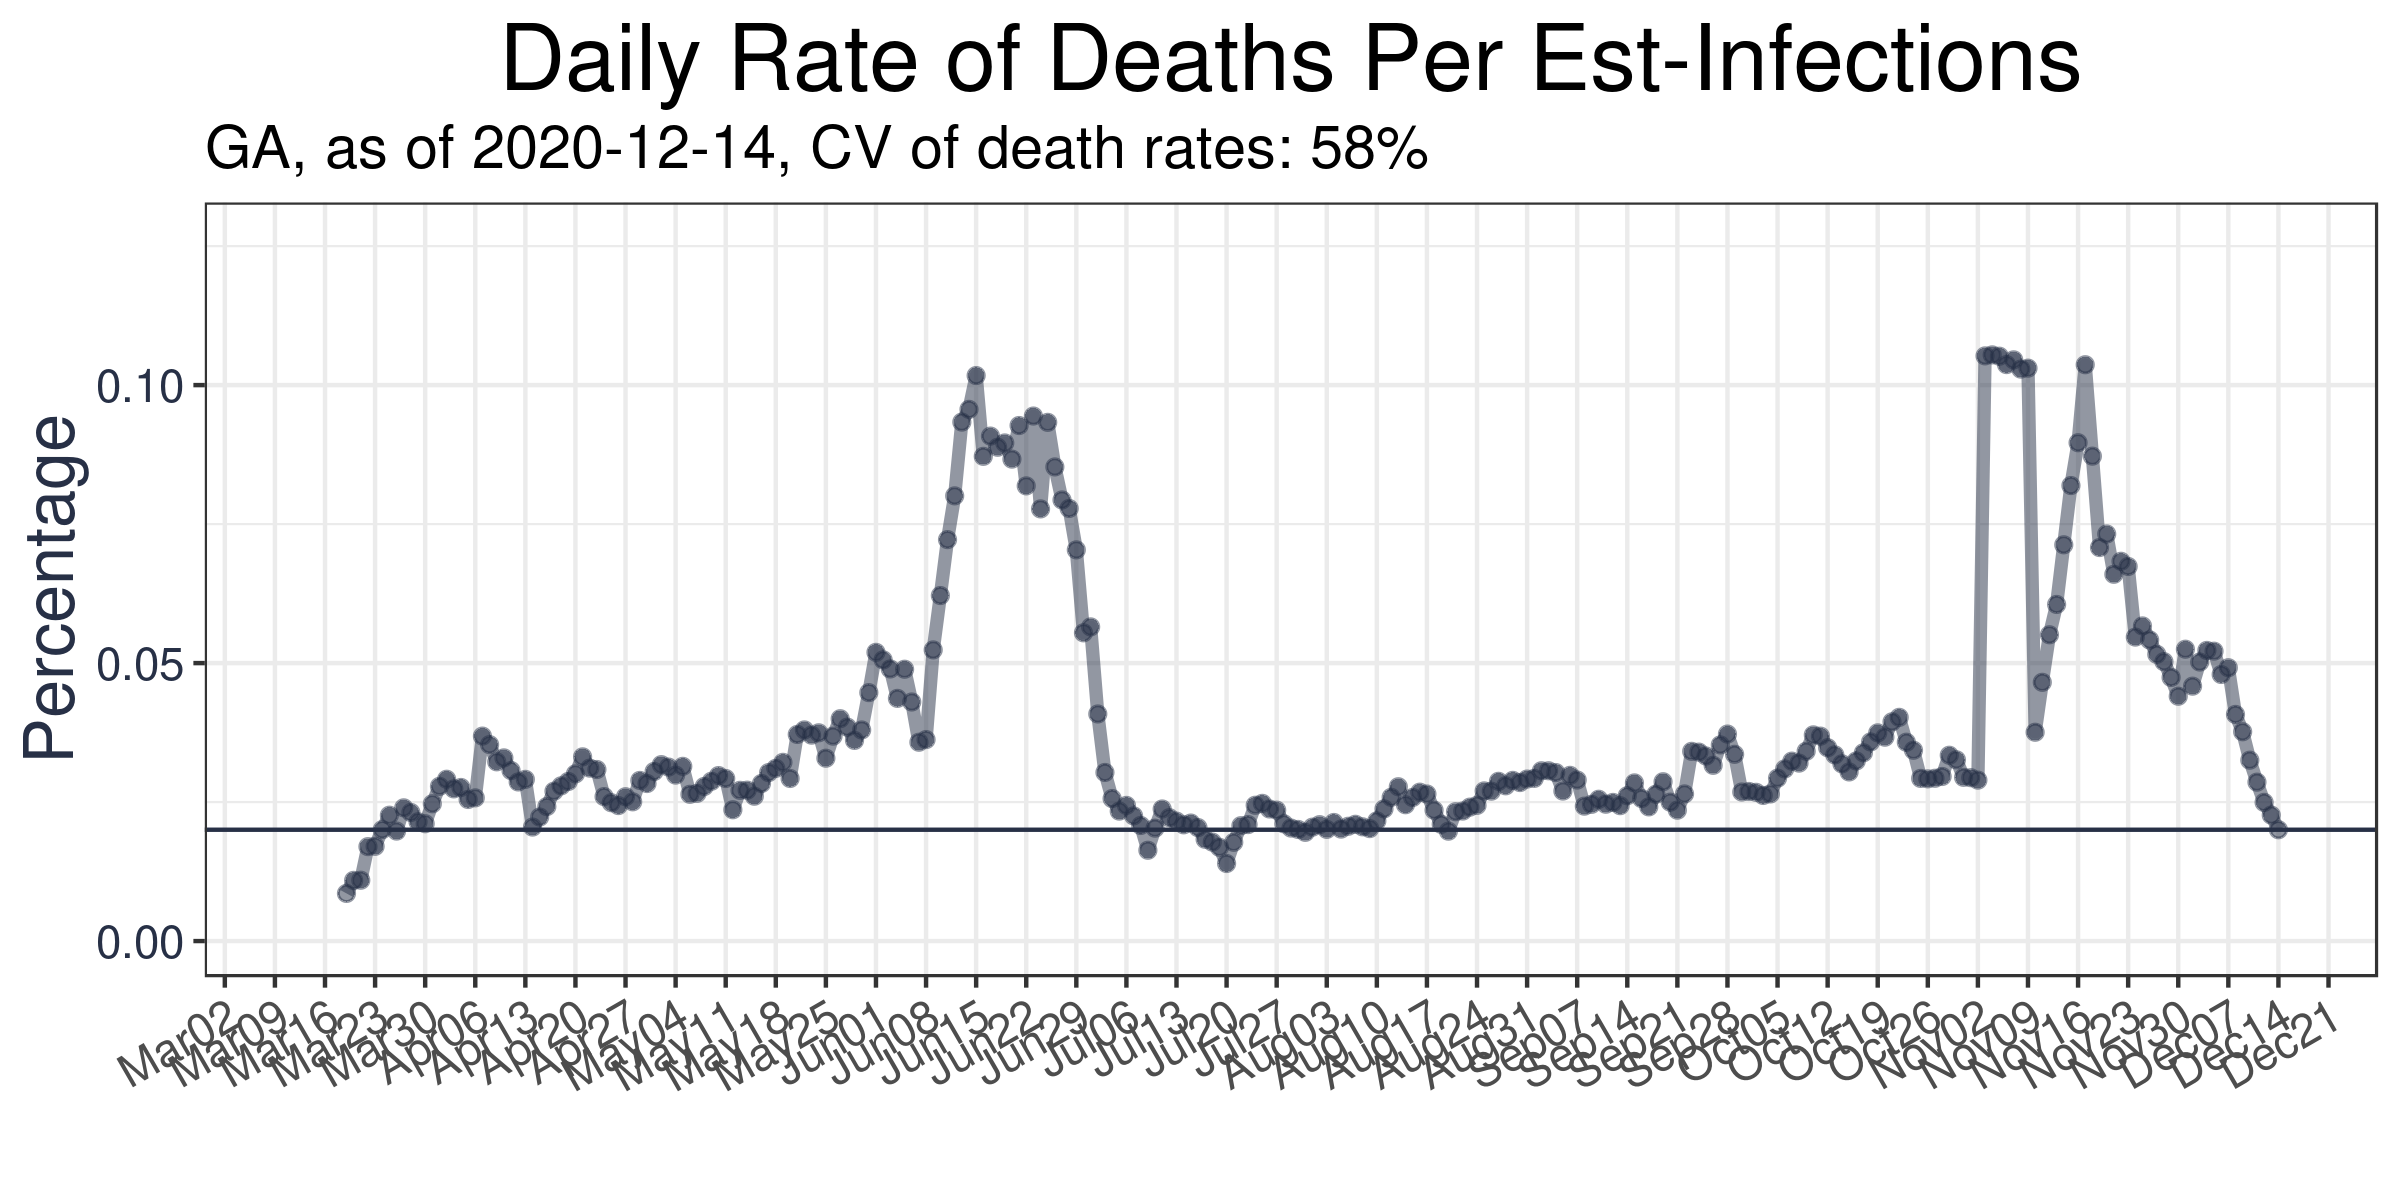 Daily Rate of Deaths Per Est-Infections
GA, as of 2020-12-14, CV of death rates: 58%
Percentage
0.10
0.05
0.00
Mar02
Mar09
Mar16
Mar23
Mar30
Apr06
Apr13
Apr20
Apr27
May04
May11
May18
May25
Jun01
Jun08
Jun15
Jun22
Jun29
Jul06
Jul13
Jul20
Jul27
Aug03
Aug10
Aug17
Aug24
Aug31
Sep07
Sep14
Sep21
Sep28
Oct05
Oct12
Oct19
Oct26
Nov02
Nov09
Nov16
Nov23
Nov30
Dec07
Dec14
Dec21